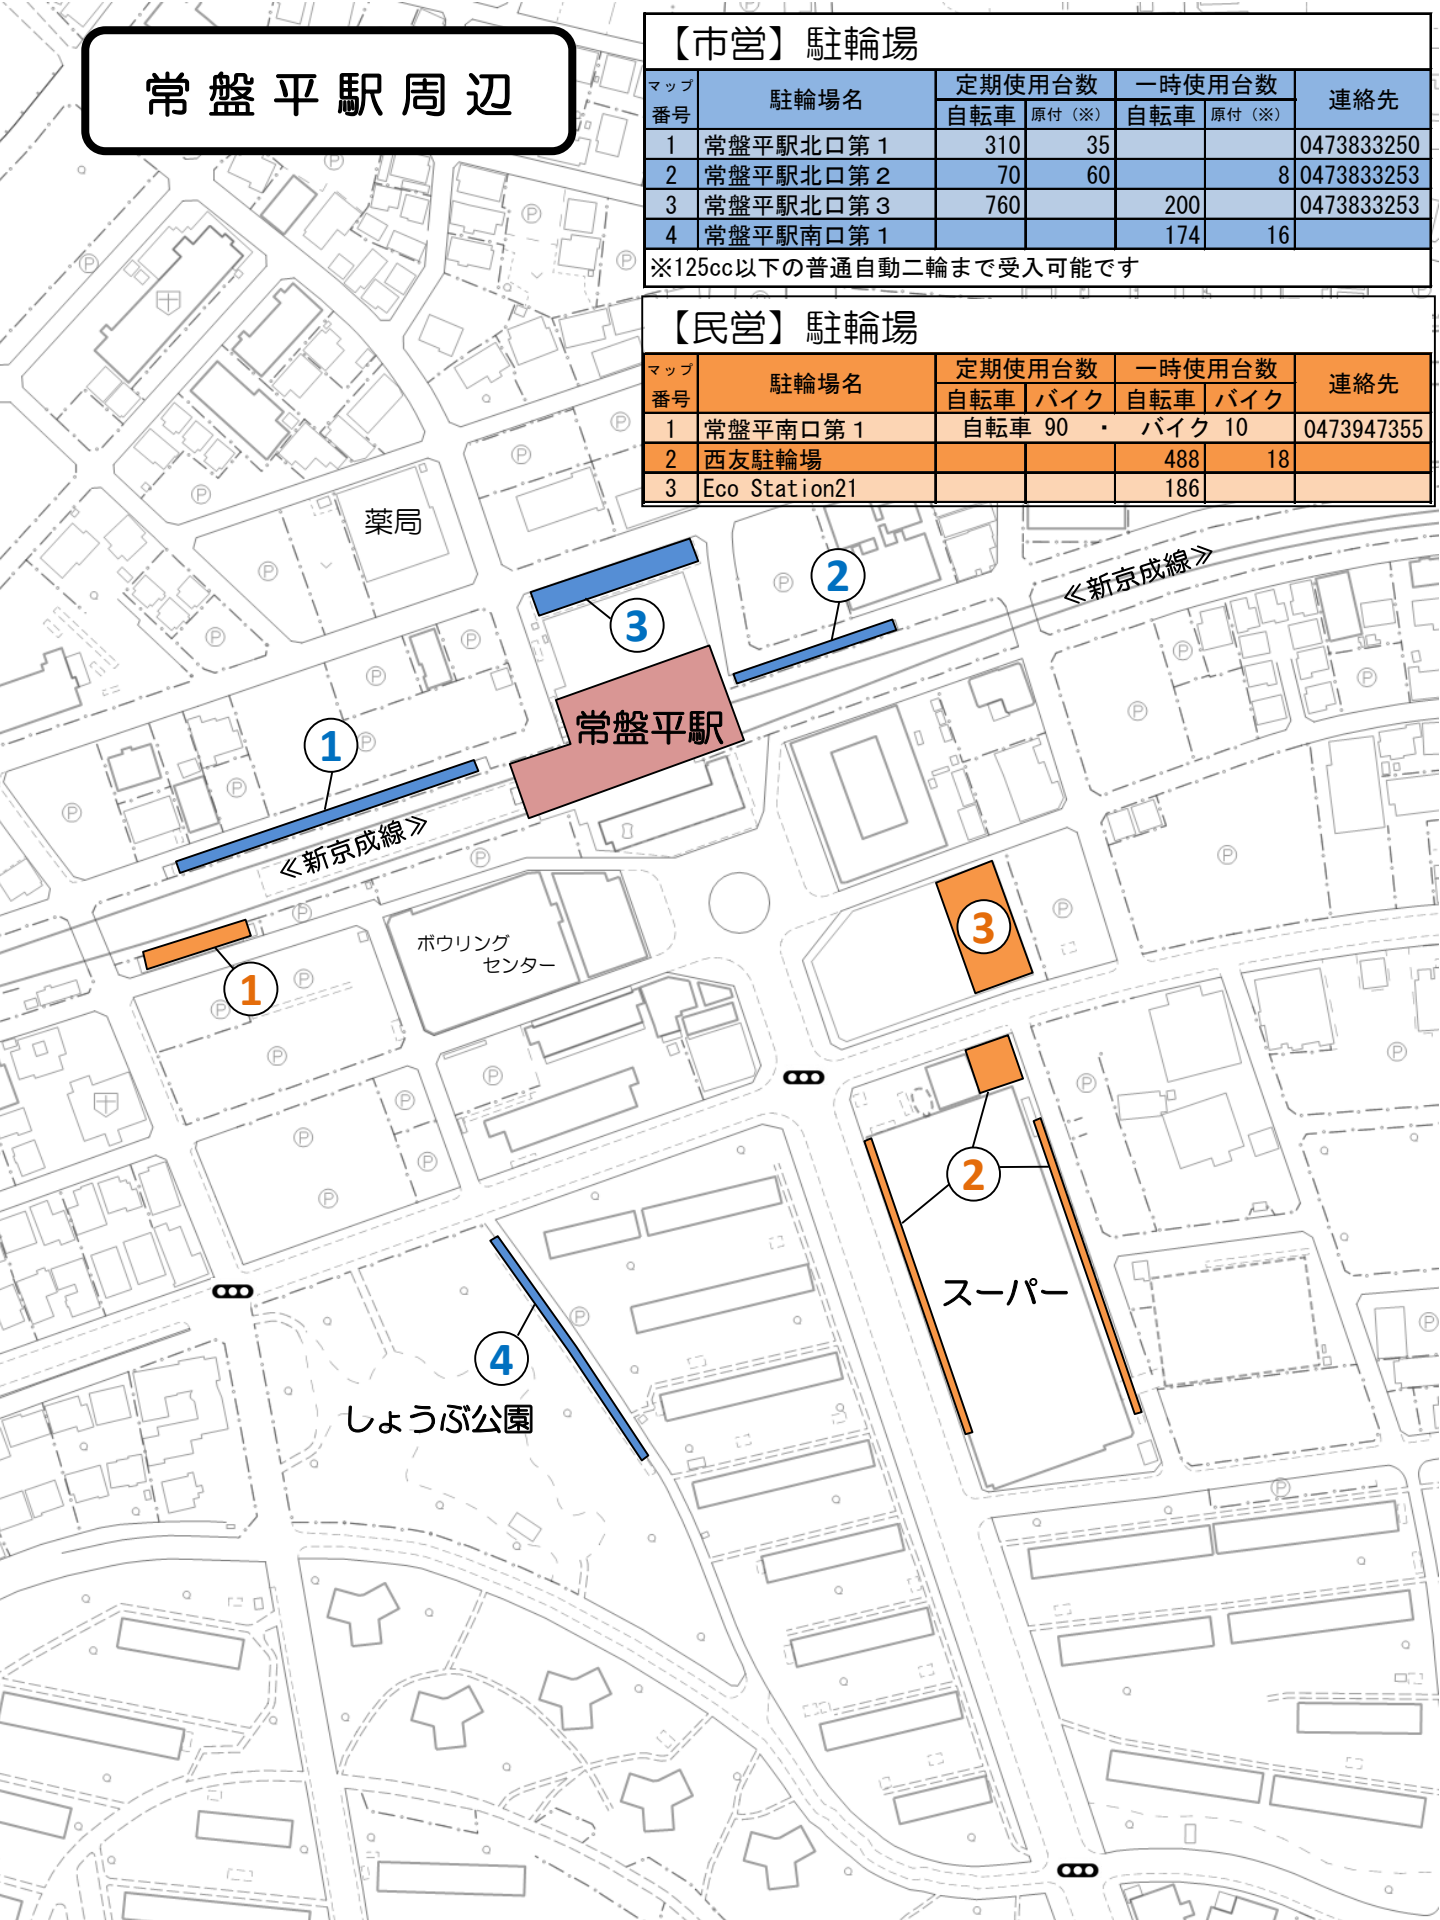 常盤平駅周辺
【市営】駐輪場
マップ番号 駐輪場名 定期使用台数 一時使用台数 連絡先
自転車 原付（※） 自転車 原付（※）
1 常盤平駅北口第１ 310 35 0473833250
2 常盤平駅北口第２ 70 60 8 0473833253
3 常盤平駅北口第３ 760 200 0473833253
4 常盤平駅南口第１ 174 16
※125cc以下の普通自動二輪まで受入可能です
【民営】駐輪場
マップ番号 駐輪場名 定期使用台数 一時使用台数 連絡先
自転車 バイク 自転車 バイク
1 常盤平南口第１ 自転車 90 ・ バイク 10 0473947355
2 西友駐輪場 488 18
3 Eco Station21 186
薬局
≪新京成線≫
2
3
常盤平駅
1
≪新京成線≫
ボウリング
センター
3
1
2
スーパー
4
しょうぶ公園